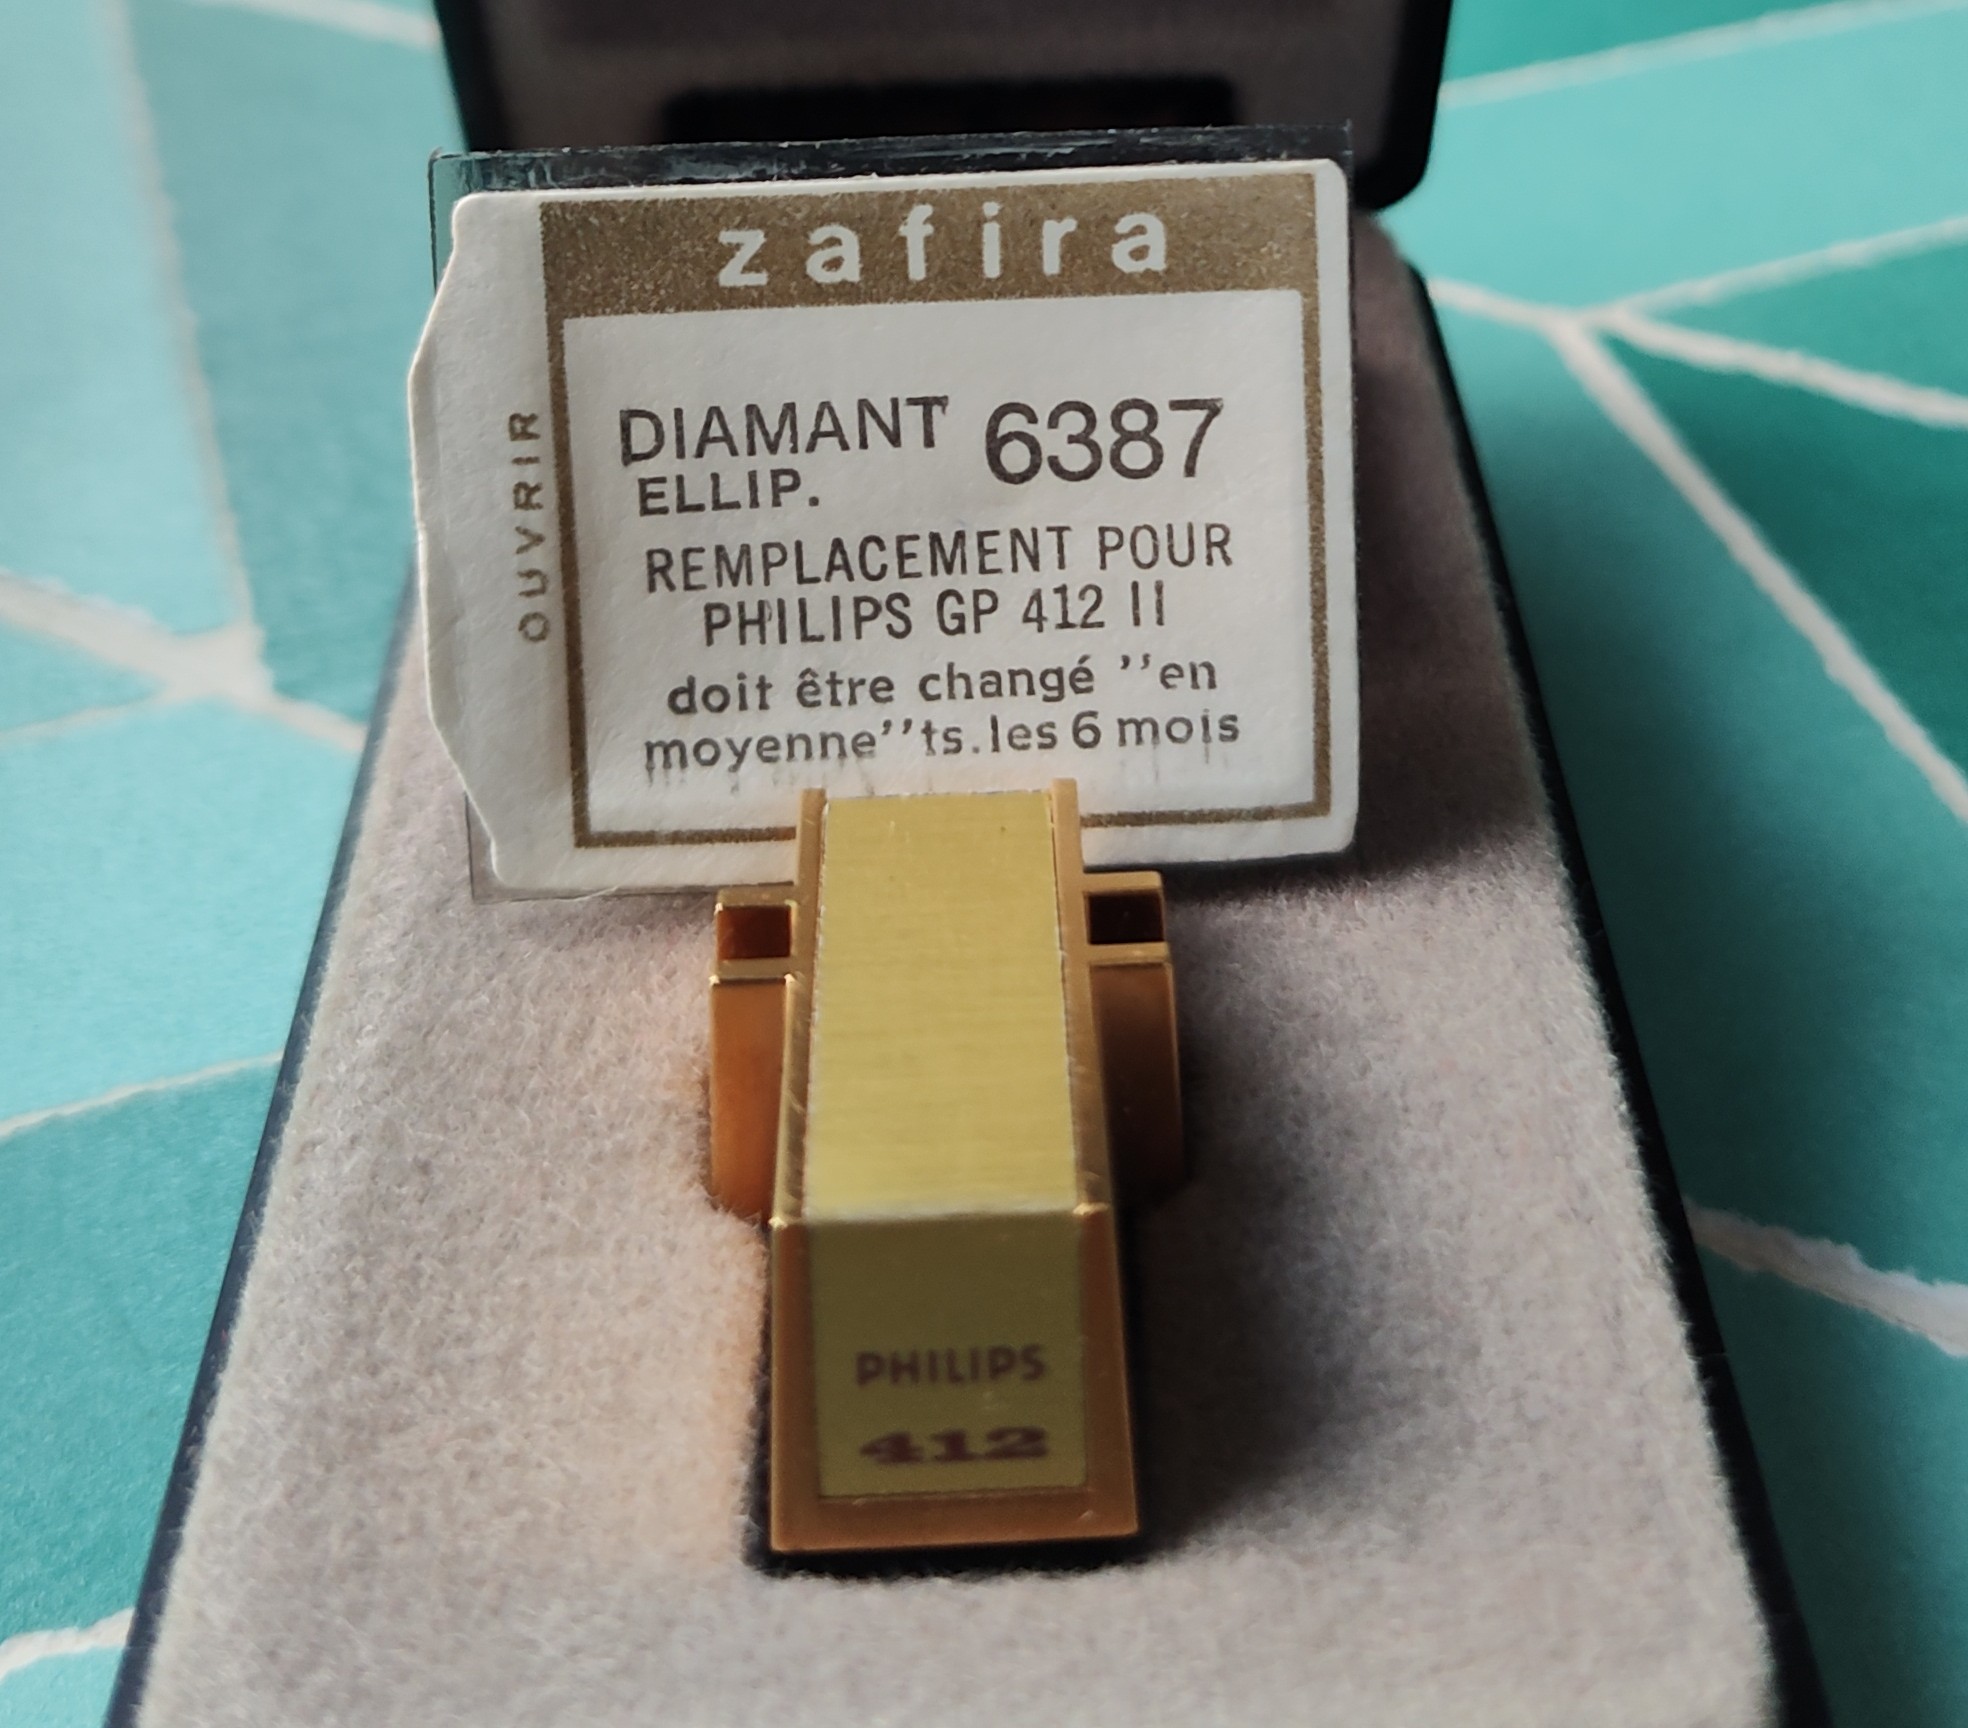 zafira
OUVRIR
DIAMANT 6387
ELLIP.
REMPLACEMENT POUR
PHILIPS GP 412 II
doit être changé ’’en
moyenne’’ts.les 6 mois
PHILIPS
412